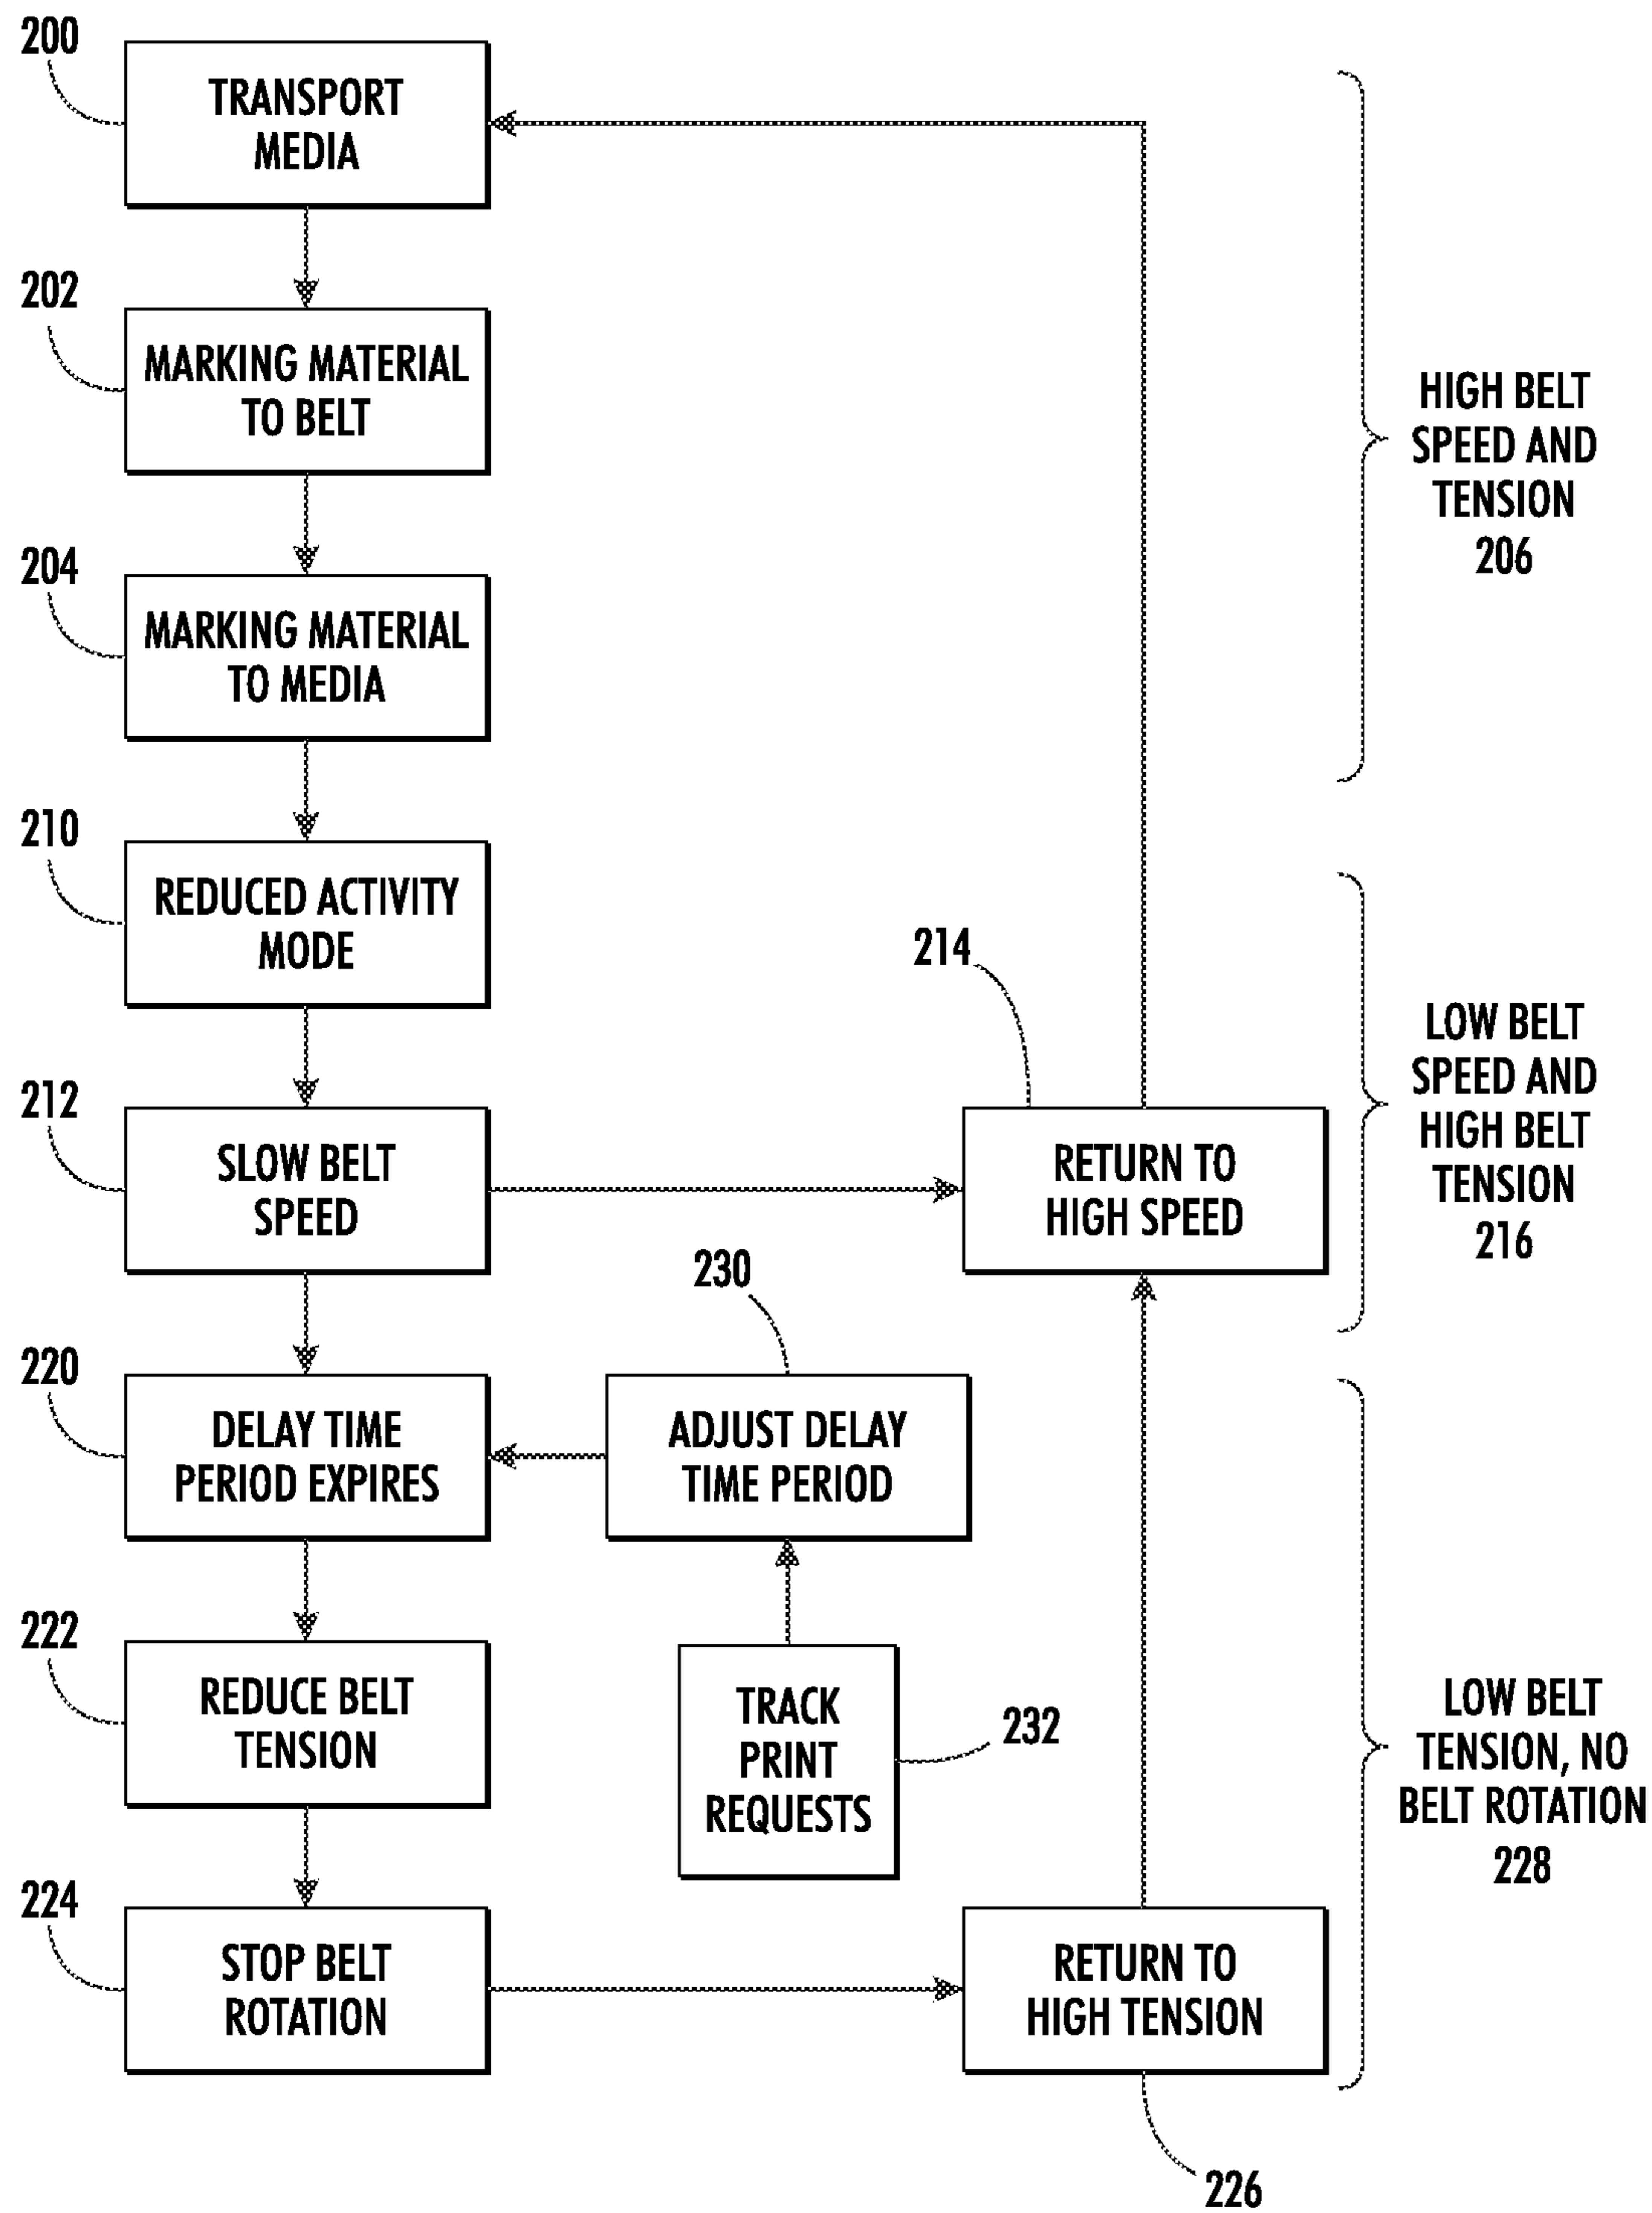 200
TRANSPORT
MEDIA
202
MARKING MATERIAL
TO BELT
204
MARKING MATERIAL
TO MEDIA
HIGH BELT
SPEED AND
TENSION
206
210
REDUCED ACTIVITY
MODE
212
SLOW BELT
SPEED
214
RETURN TO
HIGH SPEED
LOW BELT
SPEED AND
HIGH BELT
TENSION
216
220
DELAY TIME
PERIOD EXPIRES
230
ADJUST DELAY
TIME PERIOD
222
REDUCE BELT
TENSION
TRACK
PRINT
REQUESTS
232
LOW BELT
TENSION, NO
BELT ROTATION
228
224
STOP BELT
ROTATION
RETURN TO
HIGH TENSION
226